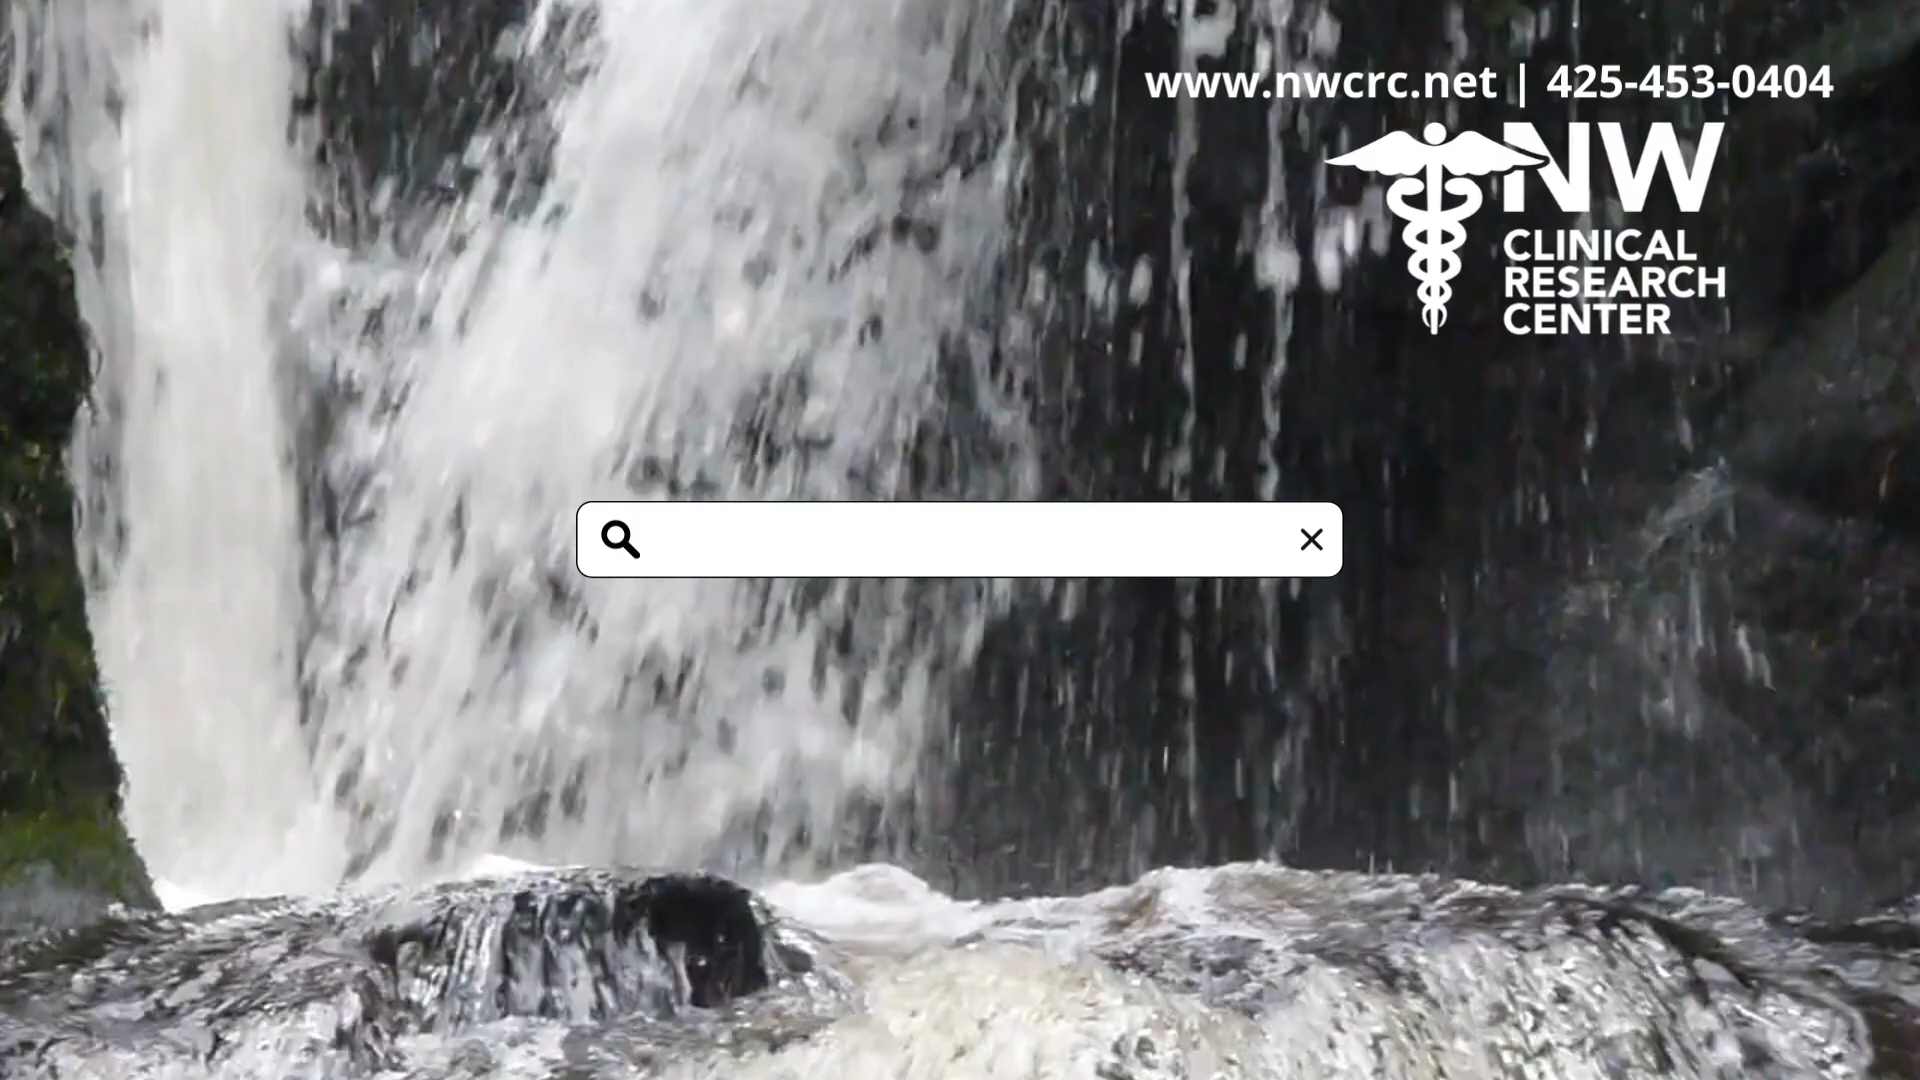 www.nwcrc.net | 425-453-0404
NW
CLINICAL
RESEARCH
CENTER